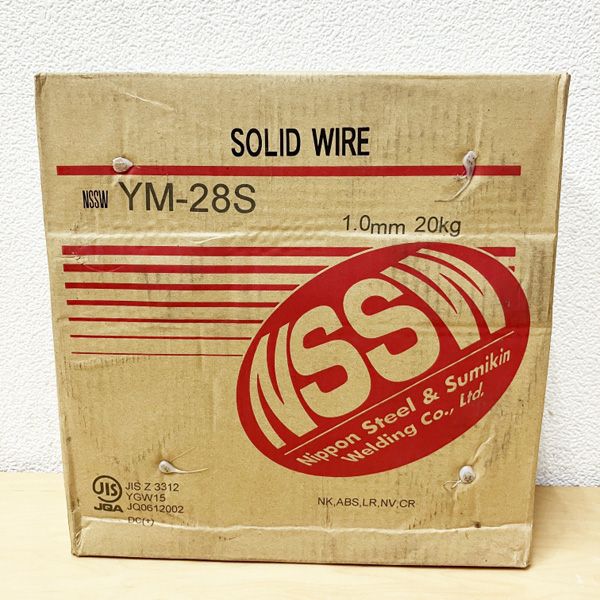 SOLID WIRE
NSSW YM-28S
1.0mm 20kg
NSSW
Nippon Steel & Sumikin
Welding Co., Ltd.
JIS
JQA
JIS Z 3312
YGW15
JQ0612002
DC(+)
NK,ABS,LR,NV,CR